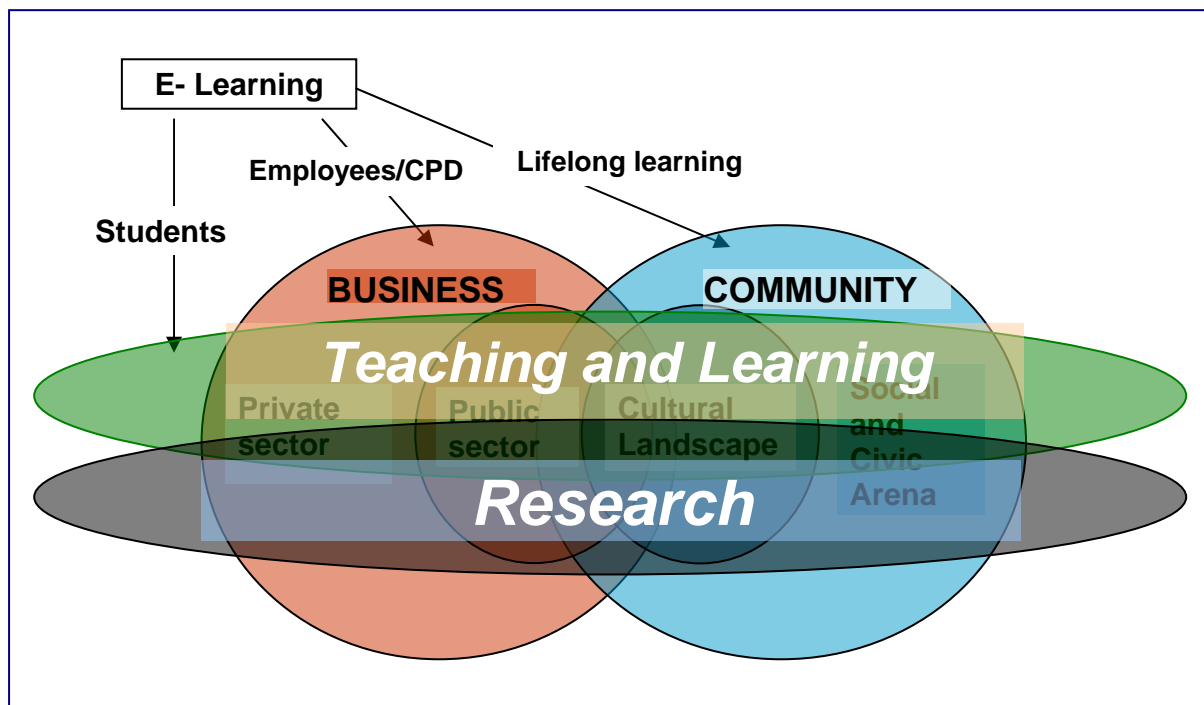 E- Learning
Employees/CPD
Lifelong learning
Students
BUSINESS
COMMUNITY
Teaching and Learning
Private
sector
Public
sector
Cultural
Landscape
Social
and
Civic
Arena
Research